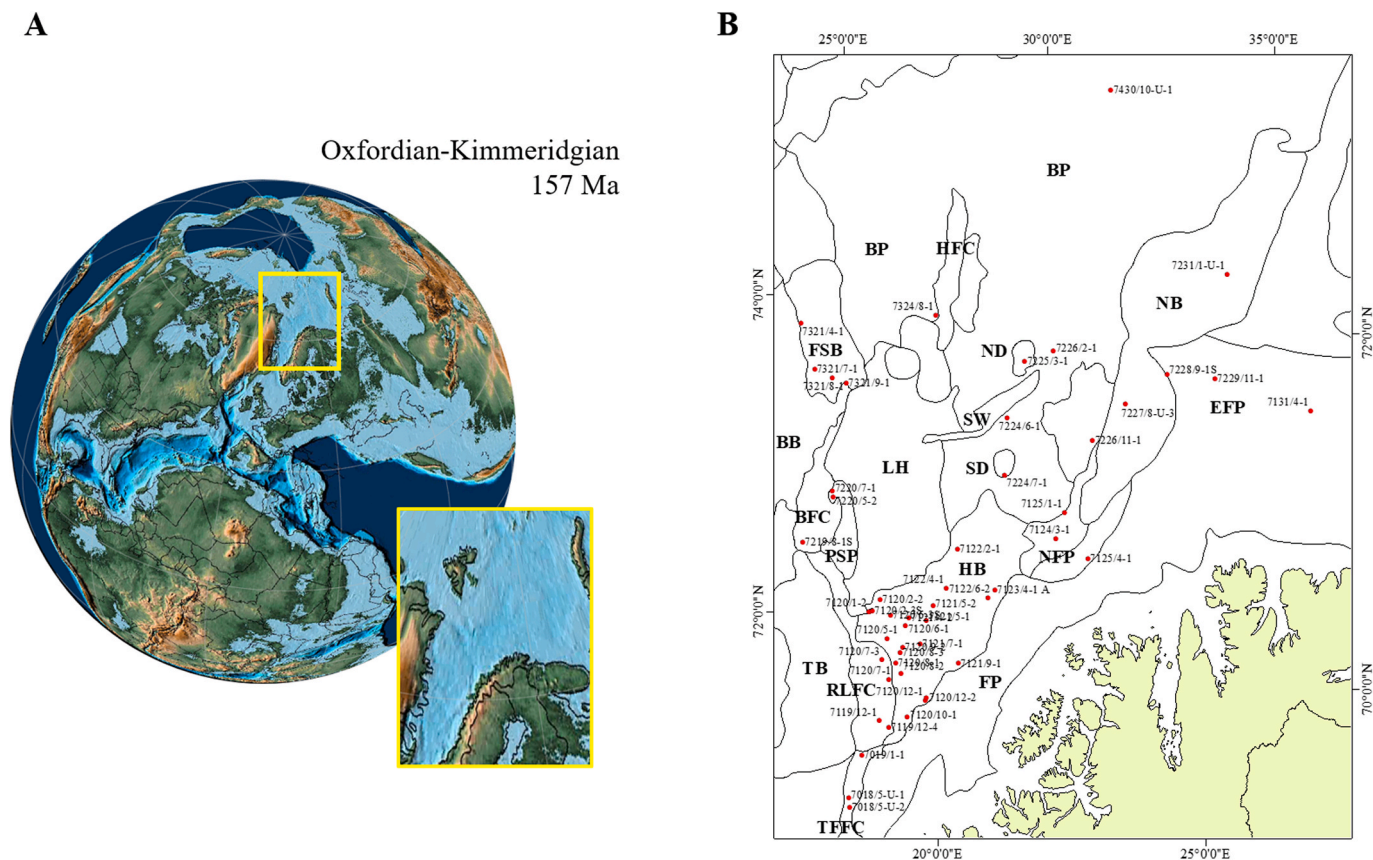 A
B
Oxfordian-Kimmeridgian
157 Ma
25°0'0"E
30°0'0"E
35°0'0"E
7430/10-U-1
BP
BP
HFC
7231/1-U-1
NB
74°0'0"N
72°0'0"N
7324/8-1
7321/4-1
FSB
ND
7226/2-1
7225/3-1
7321/7-1
7321/8-1
7321/9-1
7228/9-1S
7229/11-1
EFP
7131/4-1
7227/8-U-3
SW
7224/6-1
BB
7226/11-1
LH
SD
7224/7-1
7220/7-1
7220/5-2
BFC
7125/1-1
7219/8-1S
PSP
7124/3-1
NFP
7125/4-1
7122/2-1
HB
7122/4-1
7122/6-2
7123/4-1 A
7120/2-2
7120/1-2
7120/2-3S
7121/5-2
72°0'0"N
7120/5-1
7120/6-1
7121/7-1
7120/7-3
7120/8-3
7120/7-1
7120/8-2
7121/9-1
TB
RLFC
FP
7120/12-1
7120/12-2
70°0'0"N
7119/12-1
7120/10-1
7119/12-4
7019/1-1
7018/5-U-1
7018/5-U-2
TFFC
20°0'0"E
25°0'0"E